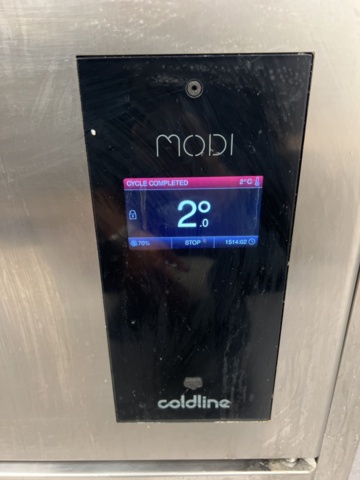 MODI
CYCLE COMPLETED 2°C
2°.0
70% STOP 1514:02
coldline